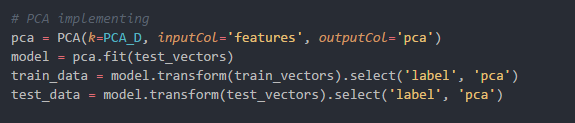 # PCA implementing
pca = PCA(k=PCA_D, inputCol='features', outputCol='pca')
model = pca.fit(test_vectors)
train_data = model.transform(train_vectors).select('label', 'pca')
test_data = model.transform(test_vectors).select('label', 'pca')